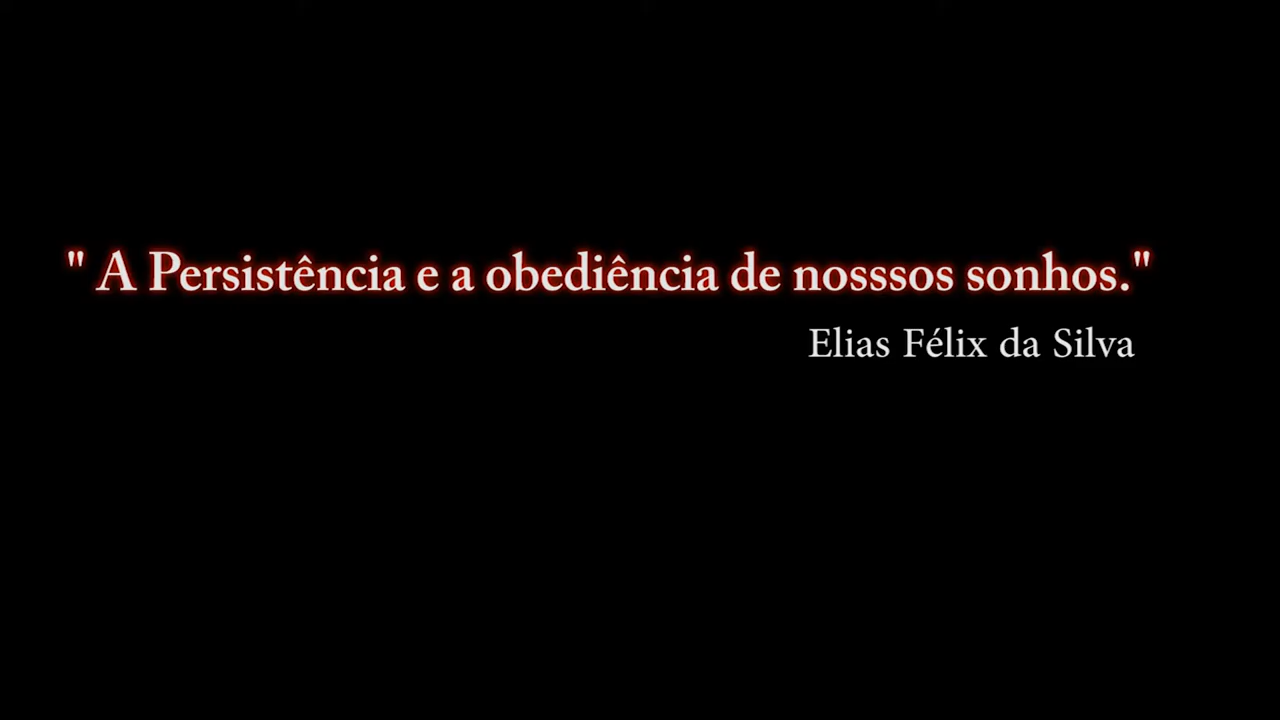 " A Persistência e a obediência de nosssos sonhos."
Elias Félix da Silva